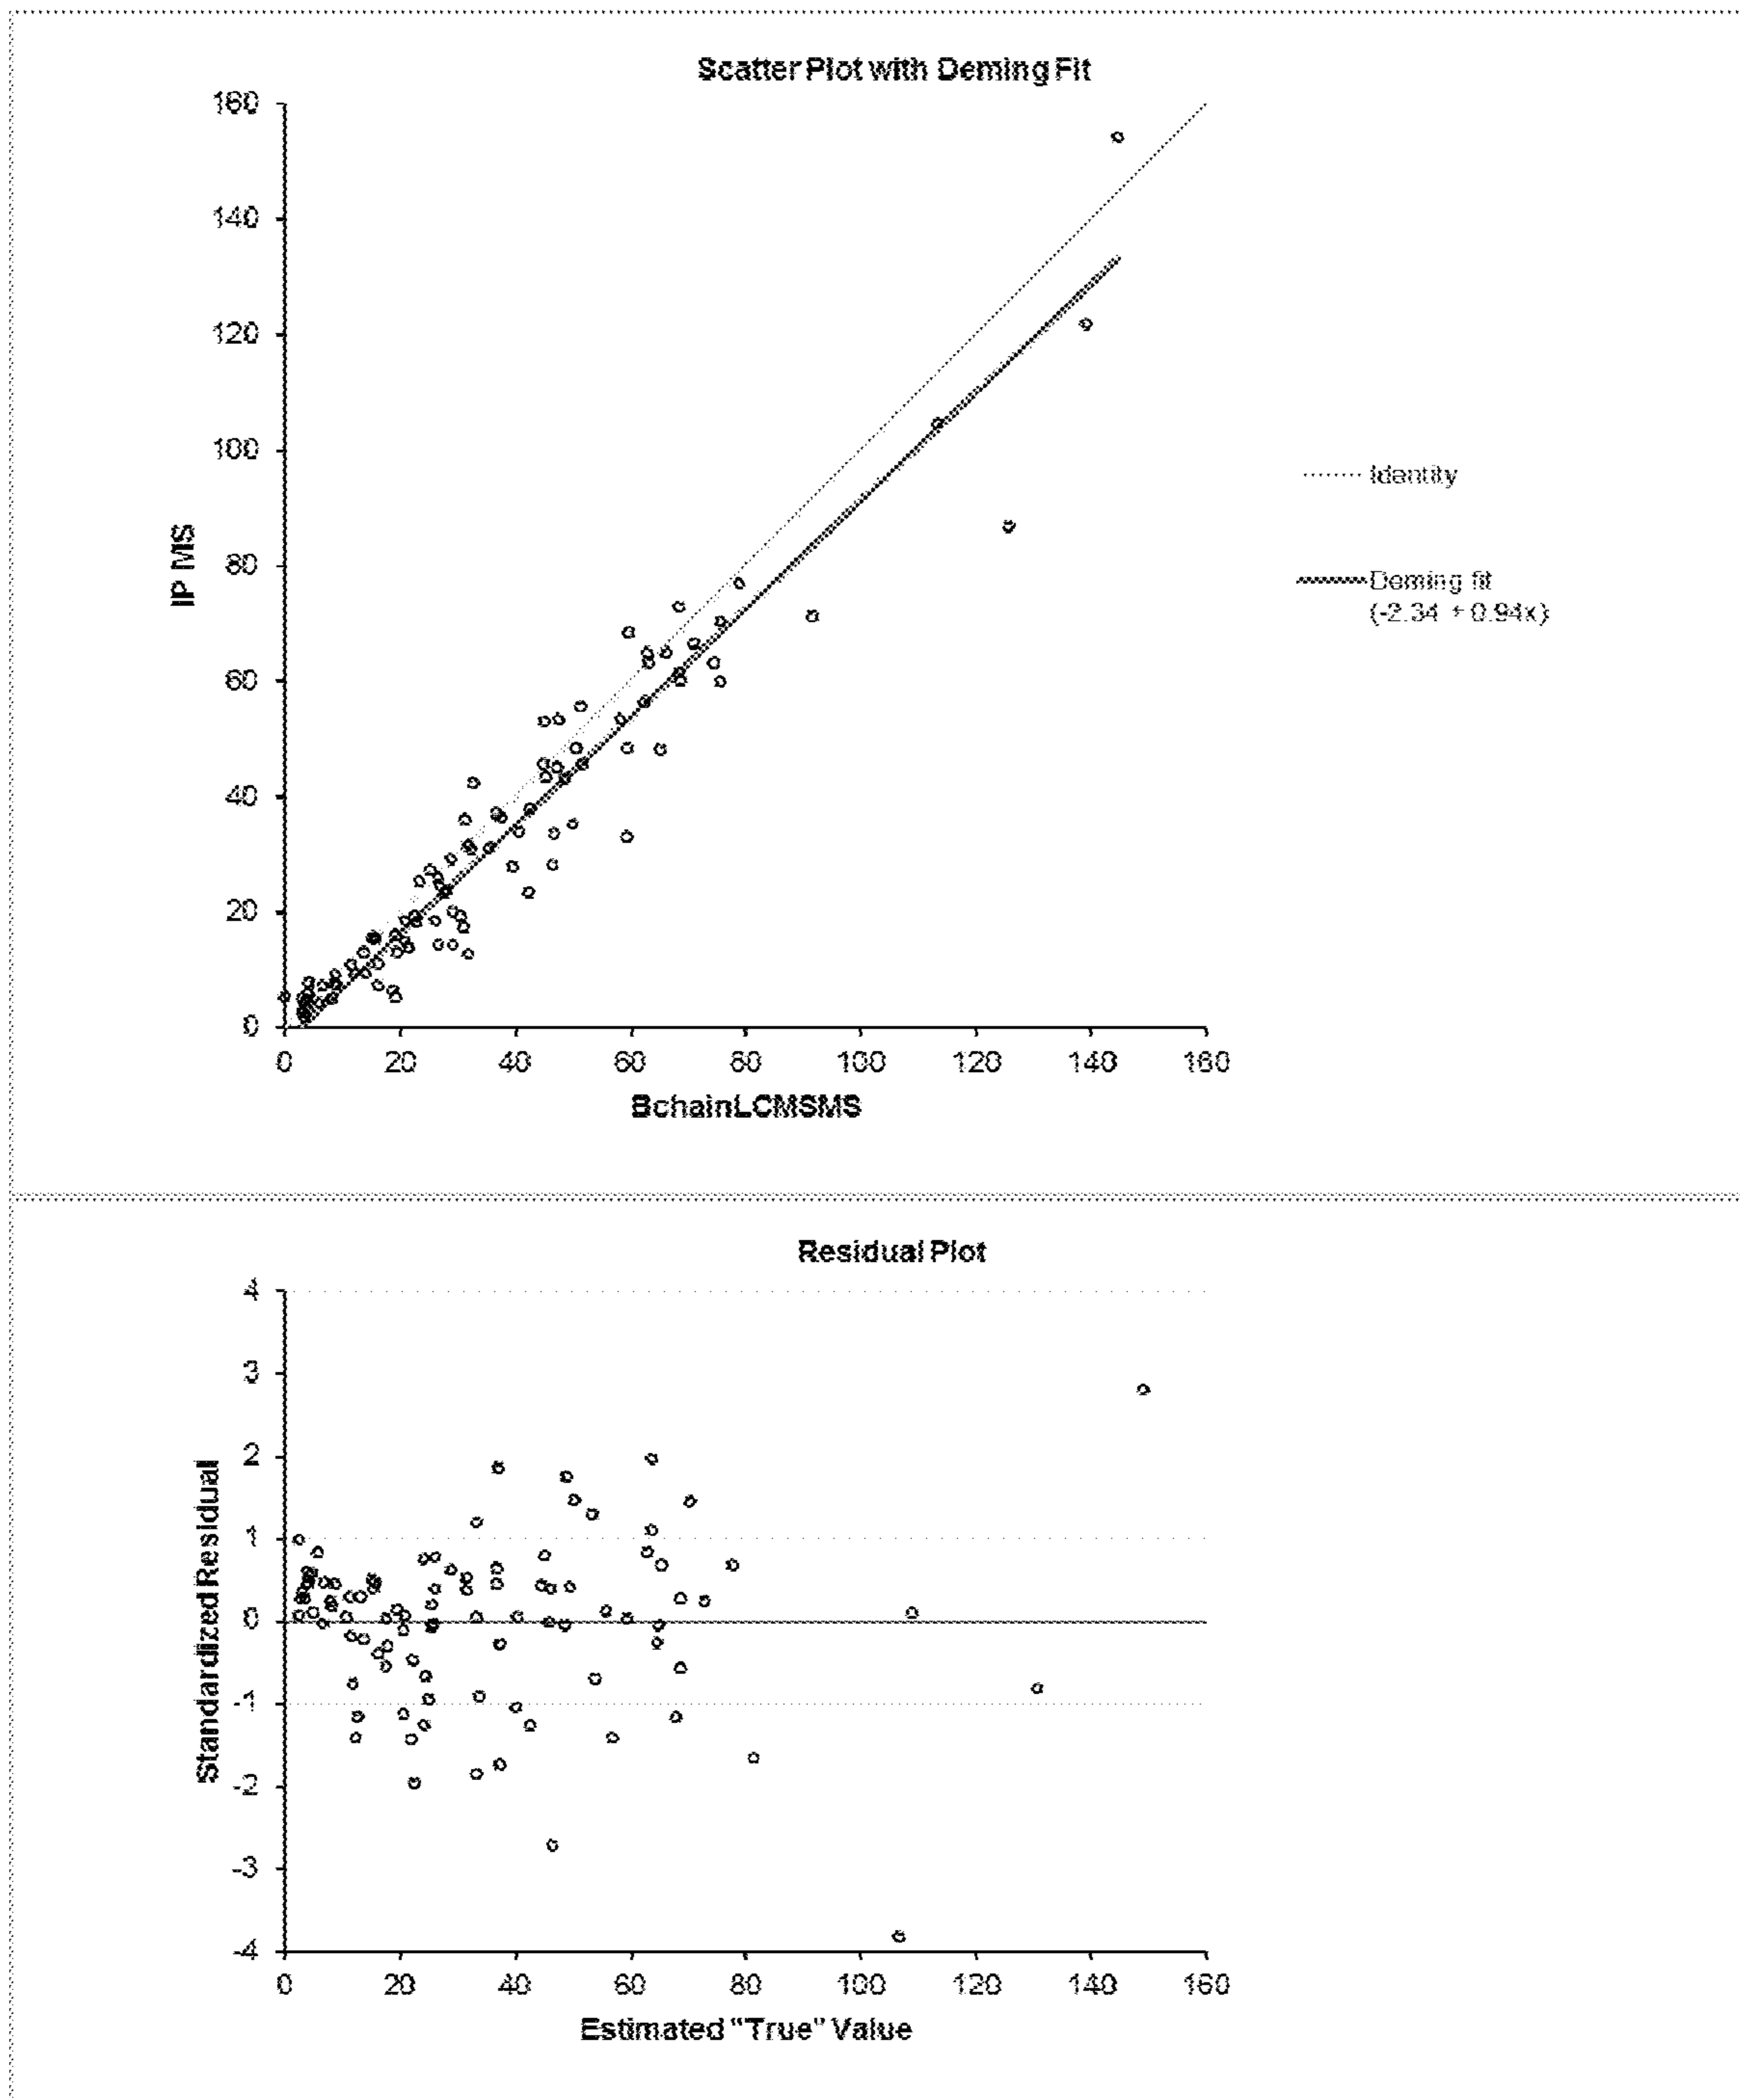 Scatter Plot with Deming Fit
160
140
120
100
80
60
40
20
0
IP MS
0 20 40 60 80 100 120 140 160
BchainLCMSMS
Identity
Deming fit
(-2.34 + 0.94x)
Residual Plot
4
3
2
1
0
-1
-2
-3
-4
Standardized Residual
0 20 40 60 80 100 120 140 160
Estimated "True" Value